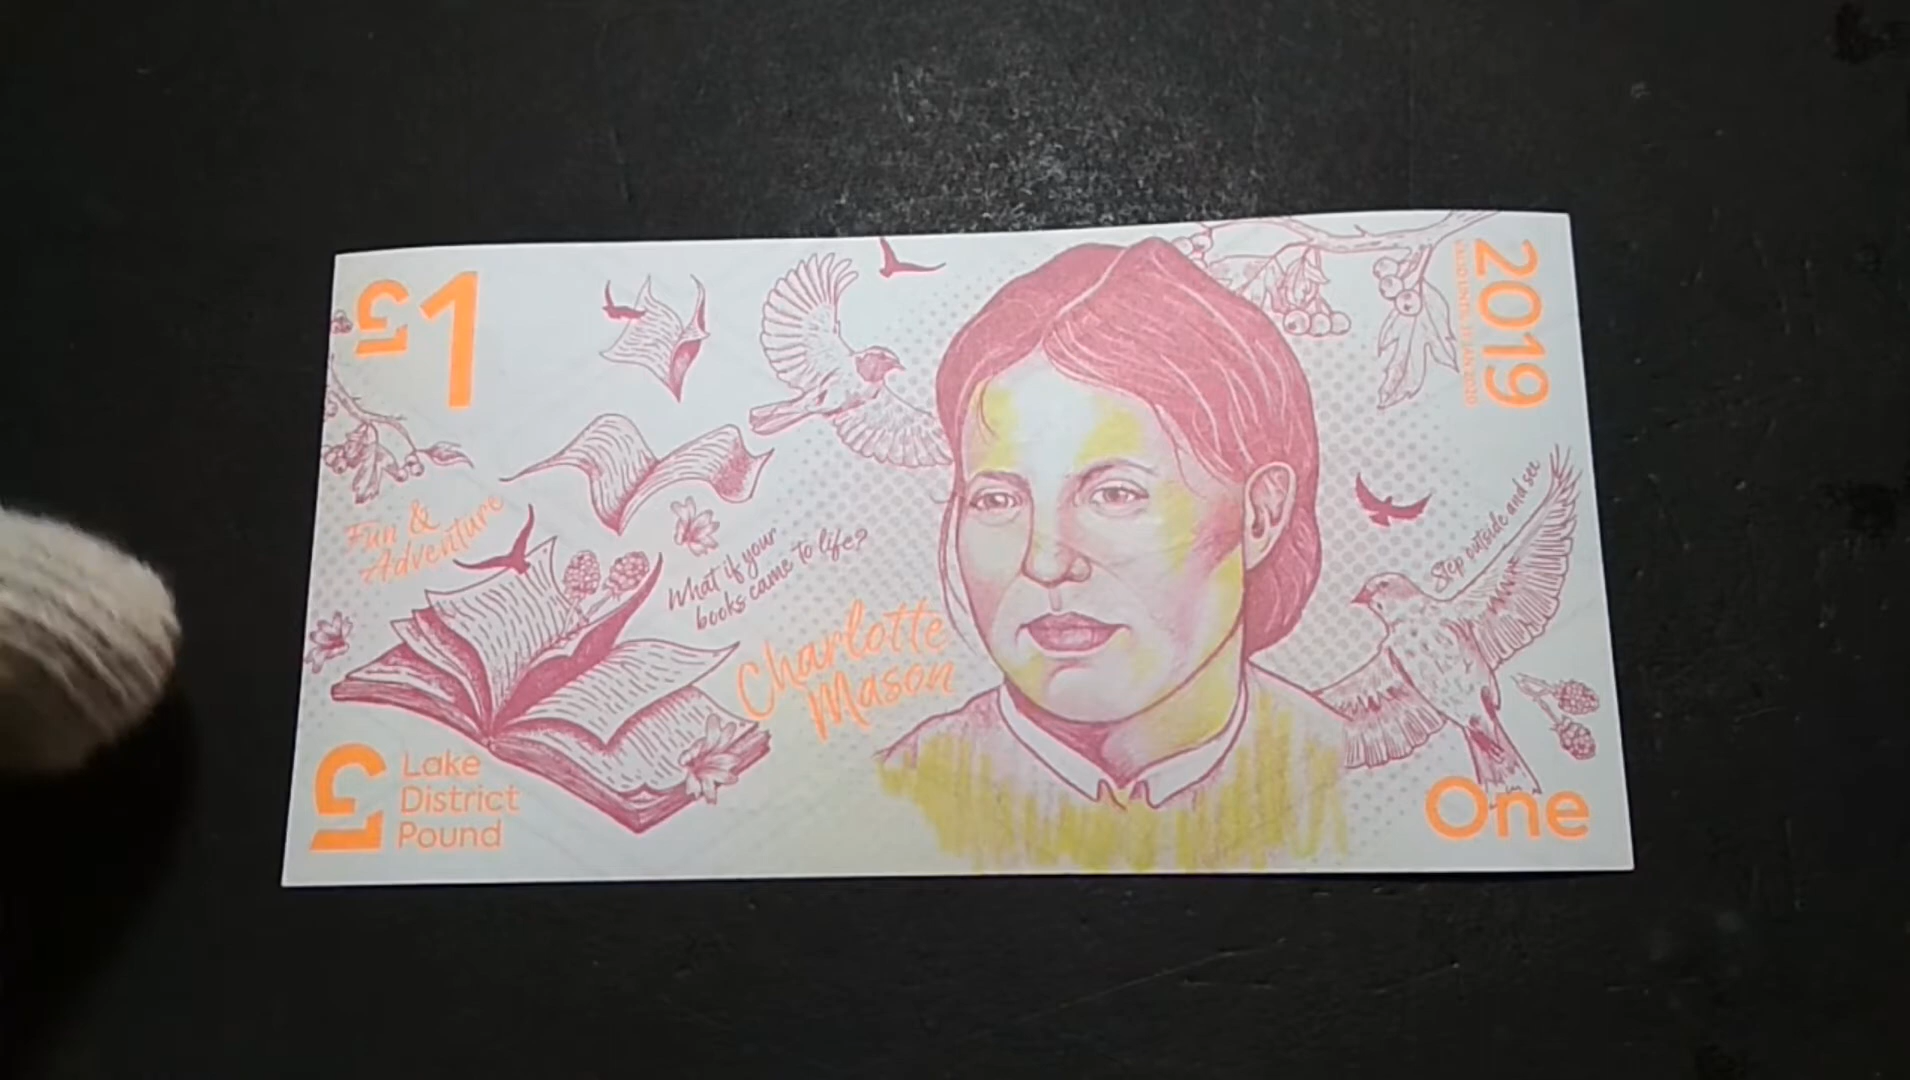 £1
Fun &
Adventure
What if your
books came to life?
Charlotte
Mason
Lake
District
Pound
2019
Step outside and see
One